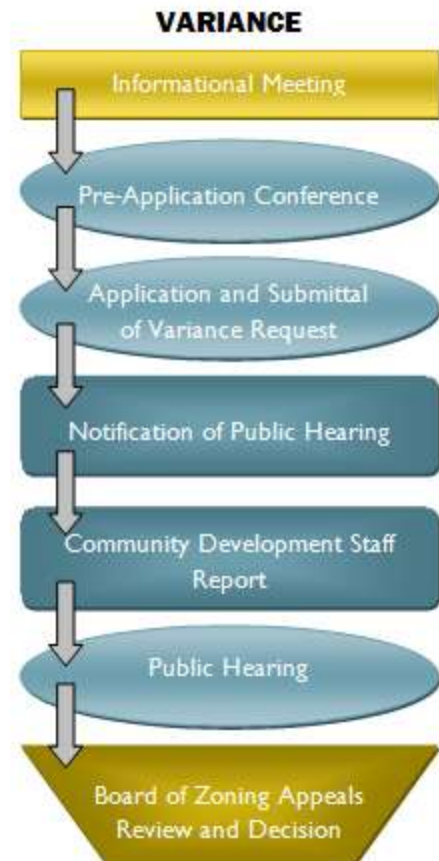 VARIANCE
Informational Meeting
Pre-Application Conference
Application and Submittal
of Variance Request
Notification of Public Hearing
Community Development Staff
Report
Public Hearing
Board of Zoning Appeals
Review and Decision